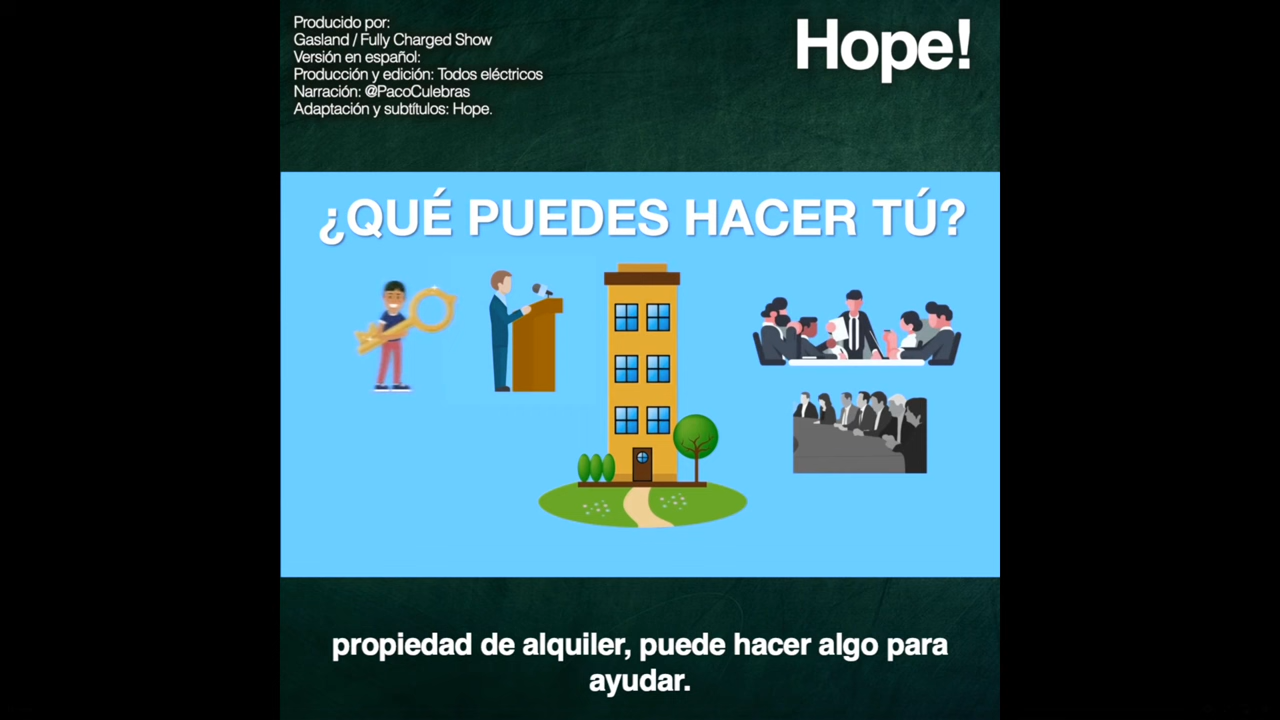 Producido por:
Gasland / Fully Charged Show
Versión en español:
Producción y edición: Todos eléctricos
Narración: @PacoCulebras
Adaptación y subtítulos: Hope.
Hope!
¿QUÉ PUEDES HACER TÚ?
propiedad de alquiler, puede hacer algo para
ayudar.